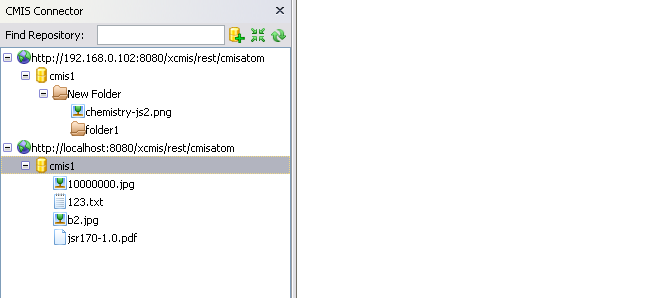 CMIS Connector
Find Repository:
http://192.168.0.102:8080/xcmis/rest/cmisatom
cmis1
New Folder
chemistry-js2.png
folder1
http://localhost:8080/xcmis/rest/cmisatom
cmis1
10000000.jpg
123.txt
b2.jpg
jsr170-1.0.pdf